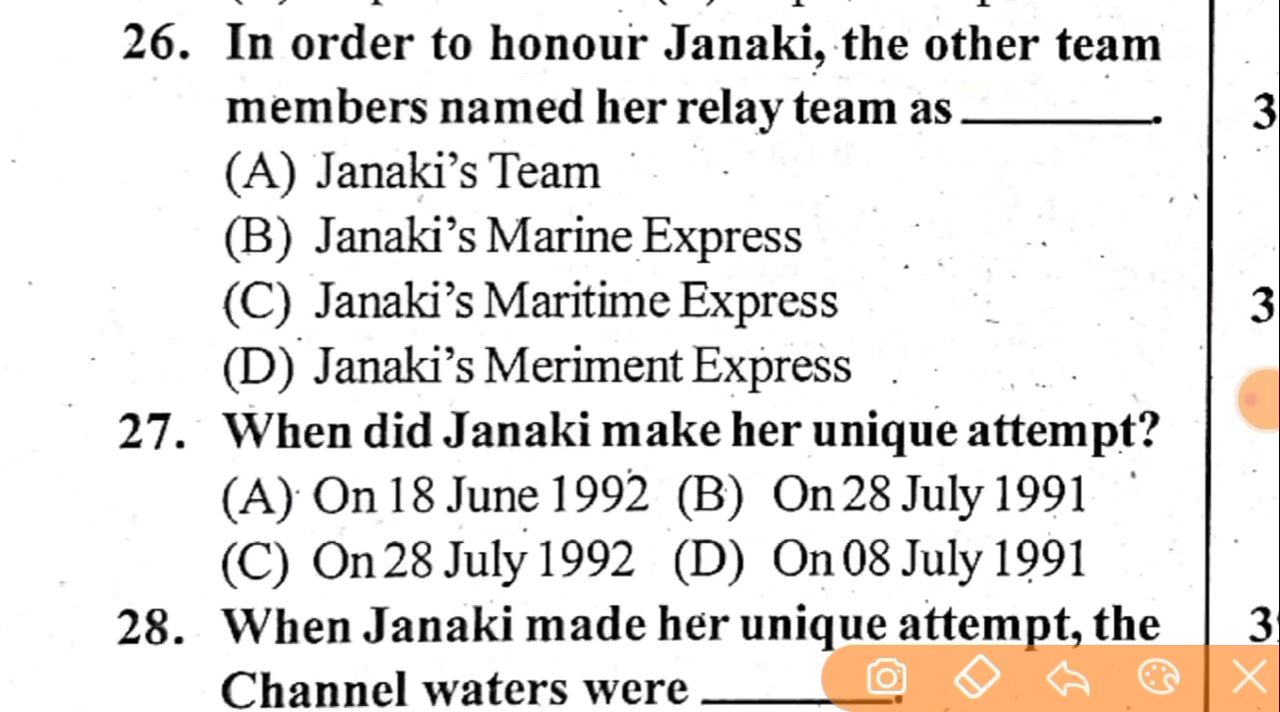 26. In order to honour Janaki, the other team
members named her relay team as ________.
(A) Janaki's Team
(B) Janaki's Marine Express
(C) Janaki's Maritime Express
(D) Janaki's Meriment Express
27. When did Janaki make her unique attempt?
(A) On 18 June 1992 (B) On 28 July 1991
(C) On 28 July 1992 (D) On 08 July 1991
28. When Janaki made her unique attempt, the
Channel waters were ________.
3
3
3